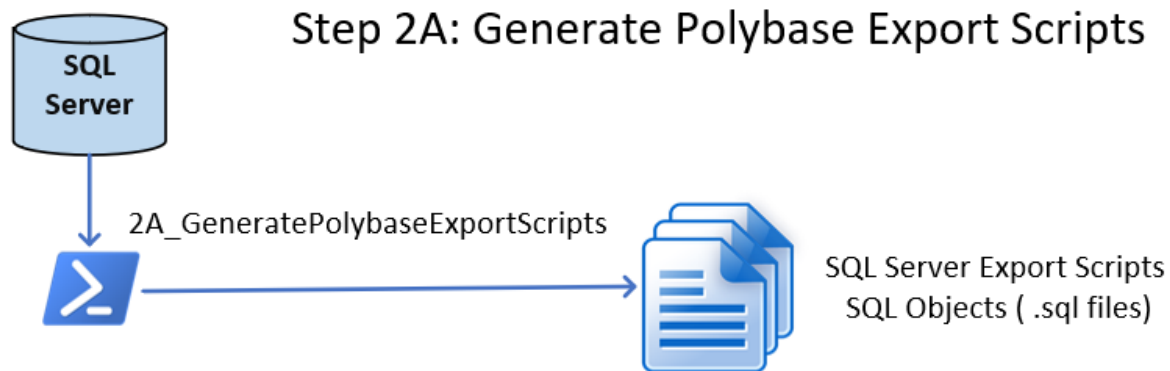 Step 2A: Generate Polybase Export Scripts
SQL
Server
2A_GeneratePolybaseExportScripts
SQL Server Export Scripts
SQL Objects ( .sql files)